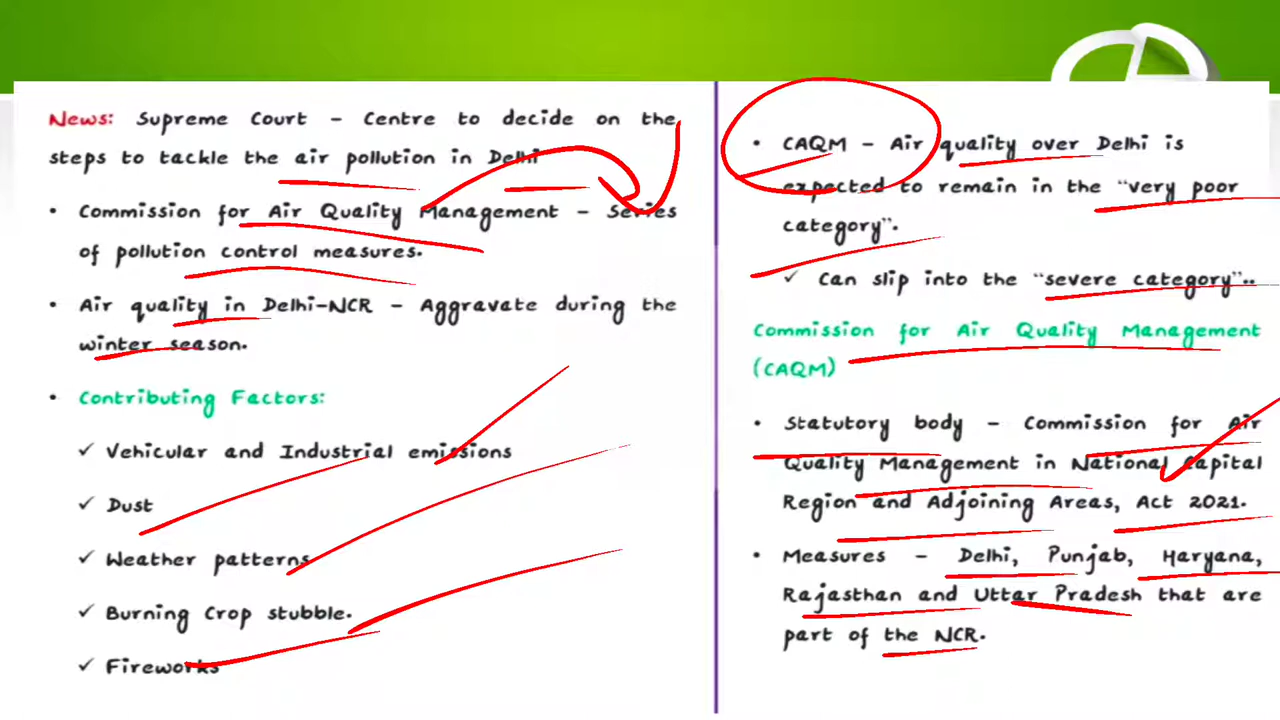 News: Supreme Court - Centre to decide on the
steps to tackle the air pollution in Delhi
• Commission for Air Quality Management - Series
of pollution control measures.
• Air quality in Delhi-NCR - Aggravate during the
winter season.
• Contributing Factors:
✓ Vehicular and Industrial emissions
✓ Dust
✓ Weather patterns
✓ Burning Crop stubble.
✓ Fireworks
• CAQM - Air quality over Delhi is
expected to remain in the "very poor
category".
✓ Can slip into the "severe category"..
Commission for Air Quality Management
(CAQM)
• Statutory body - Commission for Air
Quality Management in National Capital
Region and Adjoining Areas, Act 2021.
• Measures - Delhi, Punjab, Haryana,
Rajasthan and Uttar Pradesh that are
part of the NCR.